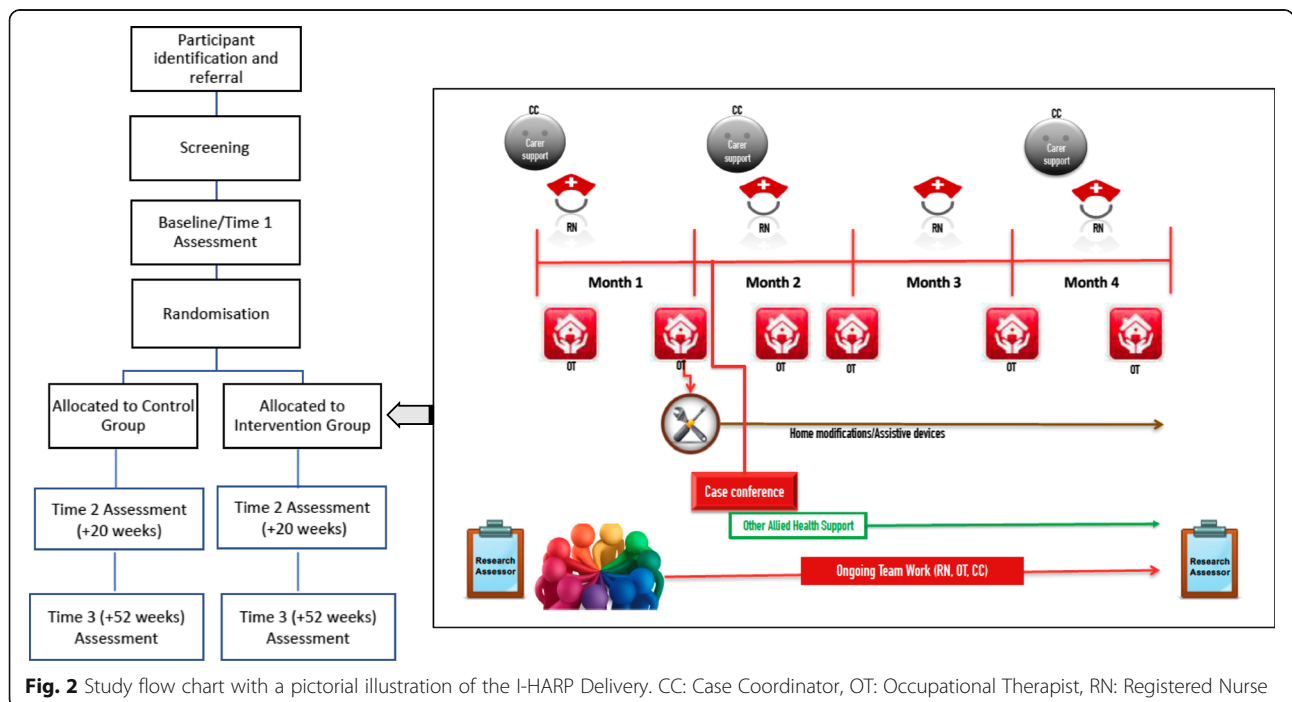 Participant
identification and
referral
Screening
Baseline/Time 1
Assessment
Randomisation
Allocated to Control
Group
Allocated to
Intervention Group
Time 2 Assessment
(+20 weeks)
Time 2 Assessment
(+20 weeks)
Time 3 (+52 weeks)
Assessment
Time 3 (+52 weeks)
Assessment
CC
Carer
support
CC
Carer
support
CC
Carer
support
RN
RN
RN
RN
Month 1
Month 2
Month 3
Month 4
OT
OT
OT
OT
OT
OT
Home modifications/Assistive devices
Case conference
Other Allied Health Support
Research
Assessor
Ongoing Team Work (RN, OT, CC)
Research
Assessor
Fig. 2 Study flow chart with a pictorial illustration of the I-HARP Delivery. CC: Case Coordinator, OT: Occupational Therapist, RN: Registered Nurse